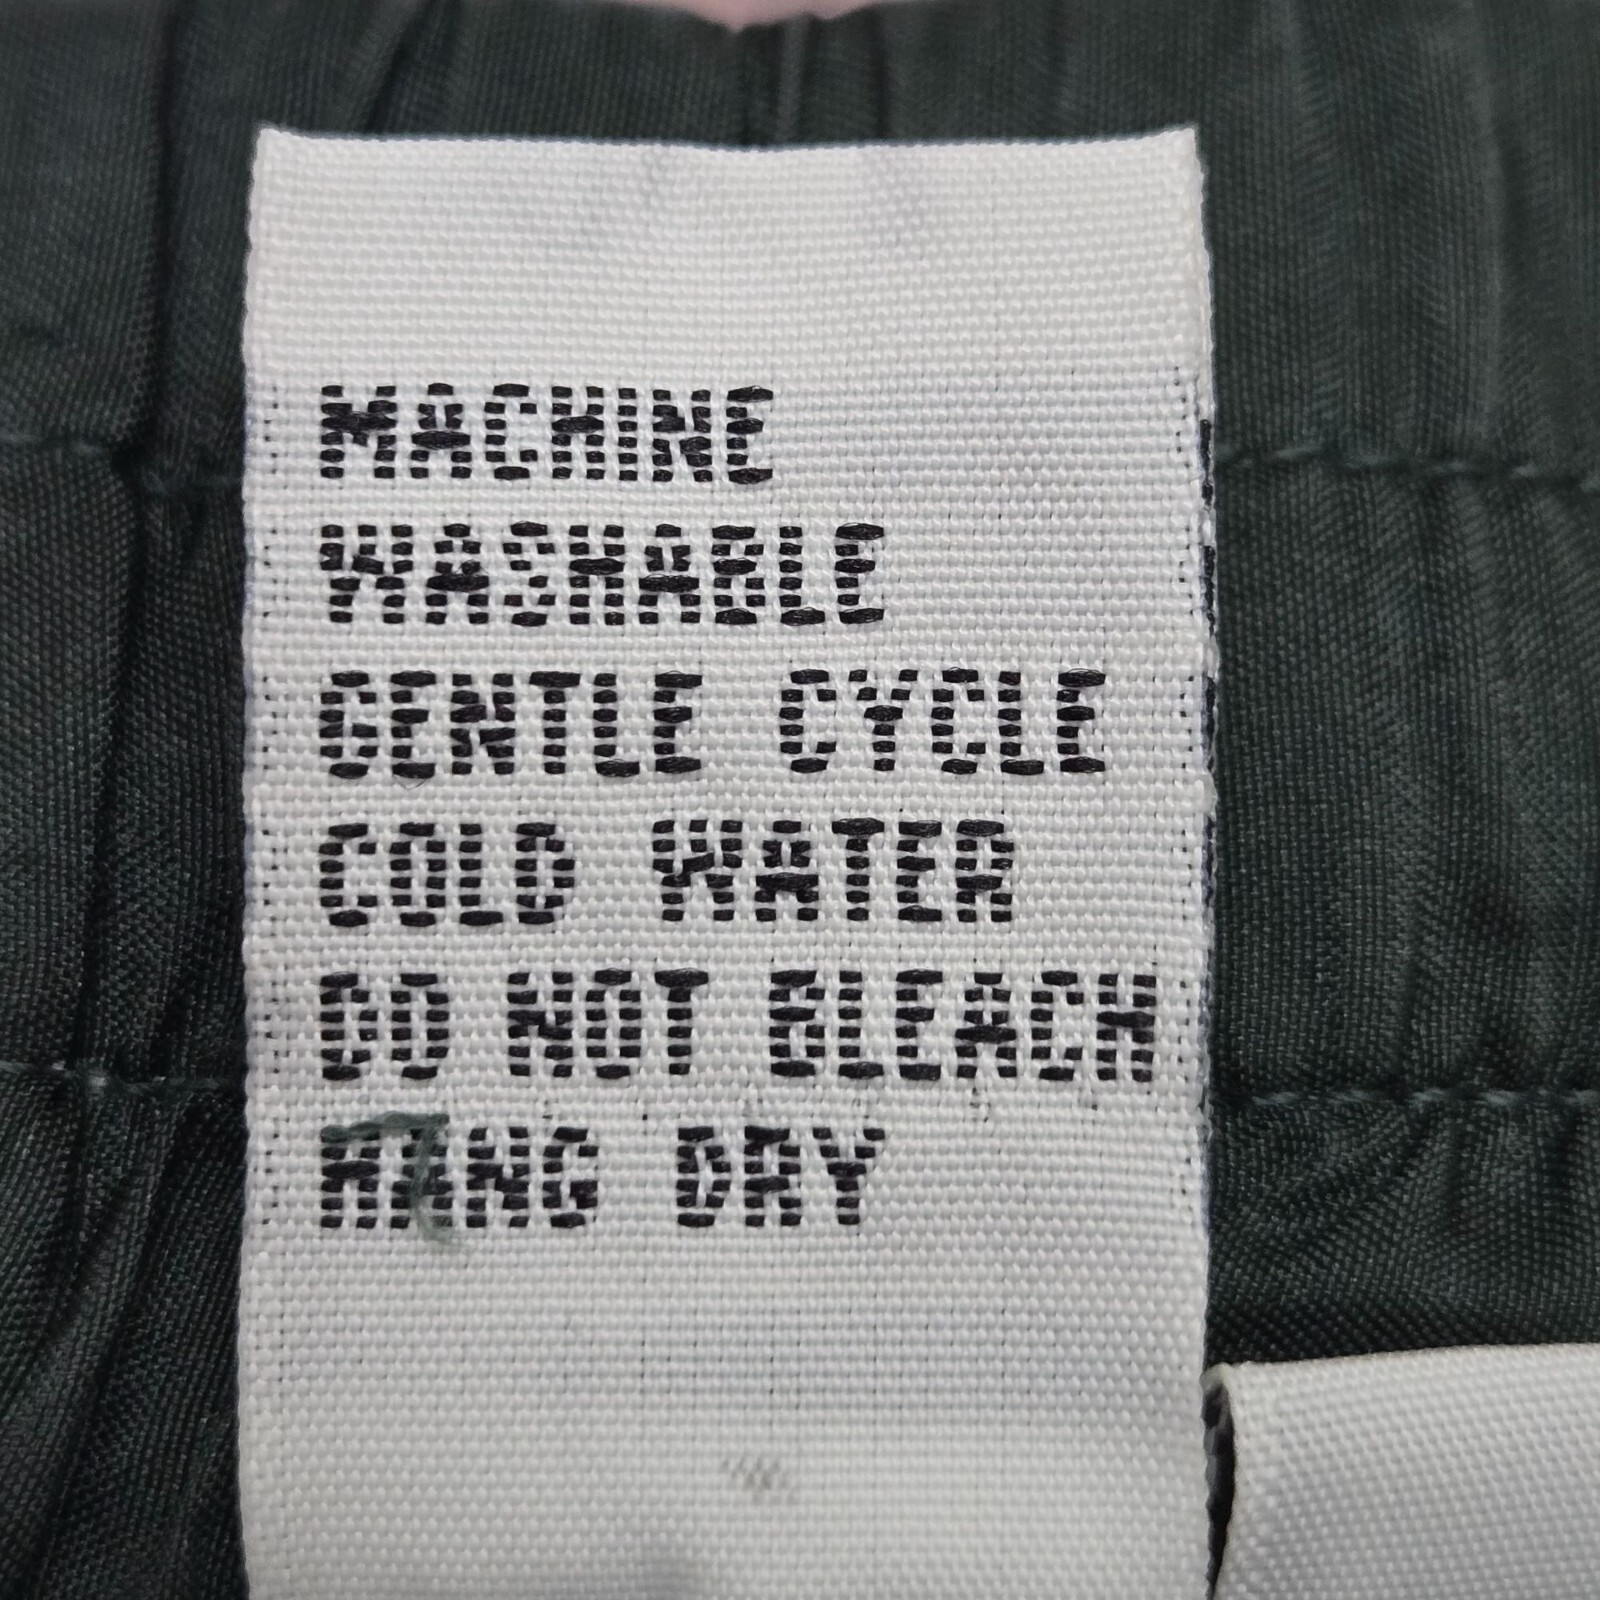 MACHINE
WASHABLE
GENTLE CYCLE
COLD WATER
DO NOT BLEACH
HANG DRY